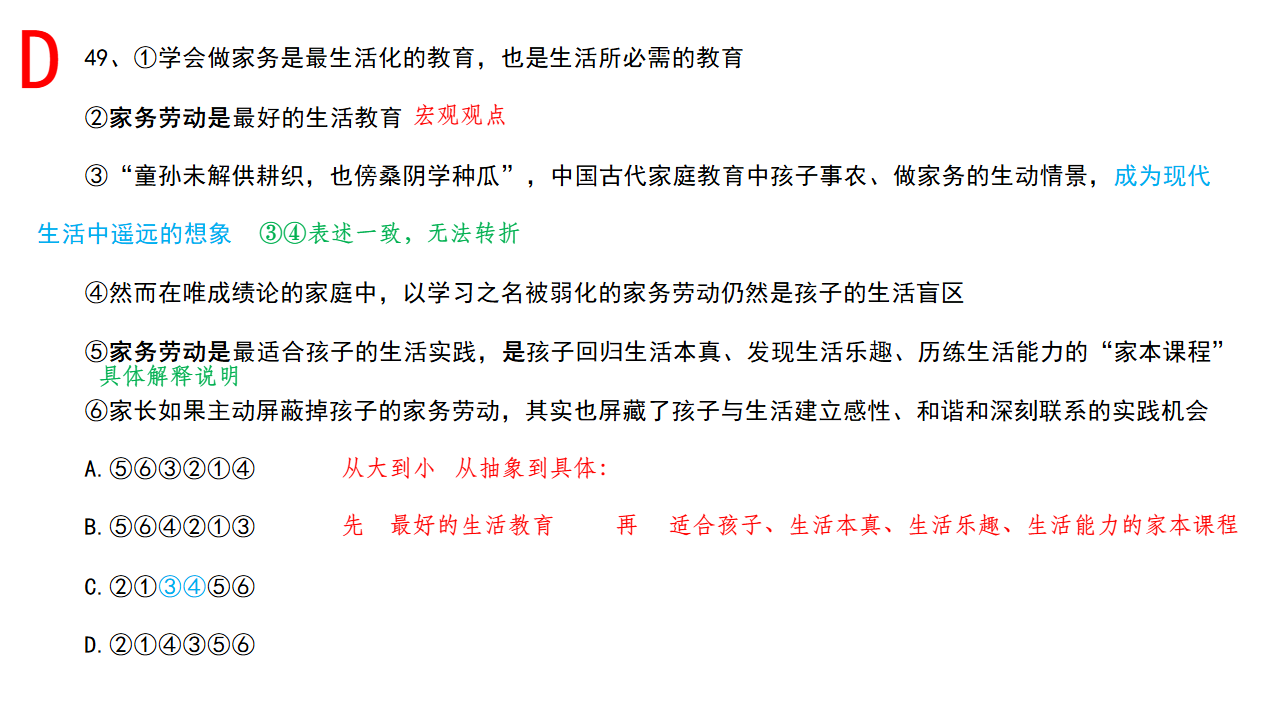 D
49、①学会做家务是最生活化的教育，也是生活所必需的教育
②家务劳动是最好的生活教育 宏观观点
③“童孙未解供耕织，也傍桑阴学种瓜”，中国古代家庭教育中孩子事农、做家务的生动情景，成为现代
生活中遥远的想象 ③④表述一致，无法转折
④然而在唯成绩论的家庭中，以学习之名被弱化的家务劳动仍然是孩子的生活盲区
⑤家务劳动是最适合孩子的生活实践，是孩子回归生活本真、发现生活乐趣、历练生活能力的“家本课程”
具体解释说明
⑥家长如果主动屏蔽掉孩子的家务劳动，其实也屏藏了孩子与生活建立感性、和谐和深刻联系的实践机会
A.⑤⑥③②①④ 从大到小 从抽象到具体：
B.⑤⑥④②①③ 先 最好的生活教育 再 适合孩子、生活本真、生活乐趣、生活能力的家本课程
C.②①③④⑤⑥
D.②①④③⑤⑥